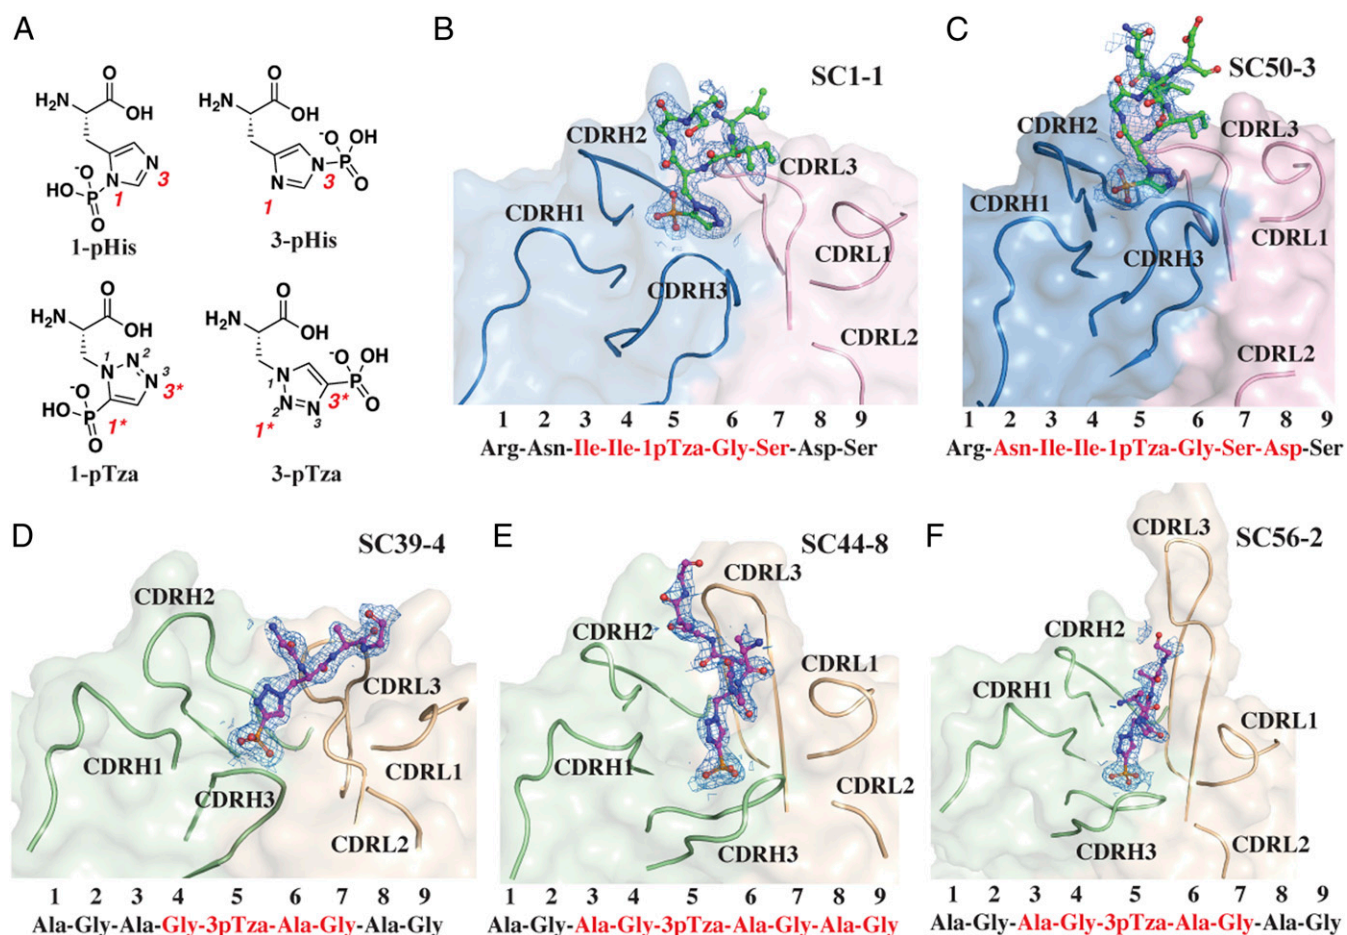 A
B
C
SC1-1
SC50-3
H₂N
O
OH
H₂N
O
OH
⁻O
HO
P
O
N
1
N
3
N
N
3
1
⁻O
OH
P
O
1-pHis
3-pHis
H₂N
O
OH
H₂N
O
OH
1
N
N
2
N
3
3*
⁻O
HO
P
O
1*
1
N
N
2
N
3
3*
1*
⁻O
OH
P
O
1-pTza
3-pTza
CDRH2
CDRL3
CDRH1
CDRL1
CDRH3
CDRL2
1 2 3 4 5 6 7 8 9
Arg-Asn-Ile-Ile-1pTza-Gly-Ser-Asp-Ser
CDRH2
CDRL3
CDRH1
CDRL1
CDRH3
CDRL2
1 2 3 4 5 6 7 8 9
Arg-Asn-Ile-Ile-1pTza-Gly-Ser-Asp-Ser
D
SC39-4
CDRH2
CDRL3
CDRH1
CDRL1
CDRH3
CDRL2
1 2 3 4 5 6 7 8 9
Ala-Gly-Ala-Gly-3pTza-Ala-Gly-Ala-Gly
E
SC44-8
CDRL3
CDRH2
CDRL1
CDRH1
CDRL2
CDRH3
1 2 3 4 5 6 7 8 9
Ala-Gly-Ala-Gly-3pTza-Ala-Gly-Ala-Gly
F
SC56-2
CDRL3
CDRH2
CDRH1
CDRL1
CDRH3
CDRL2
1 2 3 4 5 6 7 8 9
Ala-Gly-Ala-Gly-3pTza-Ala-Gly-Ala-Gly